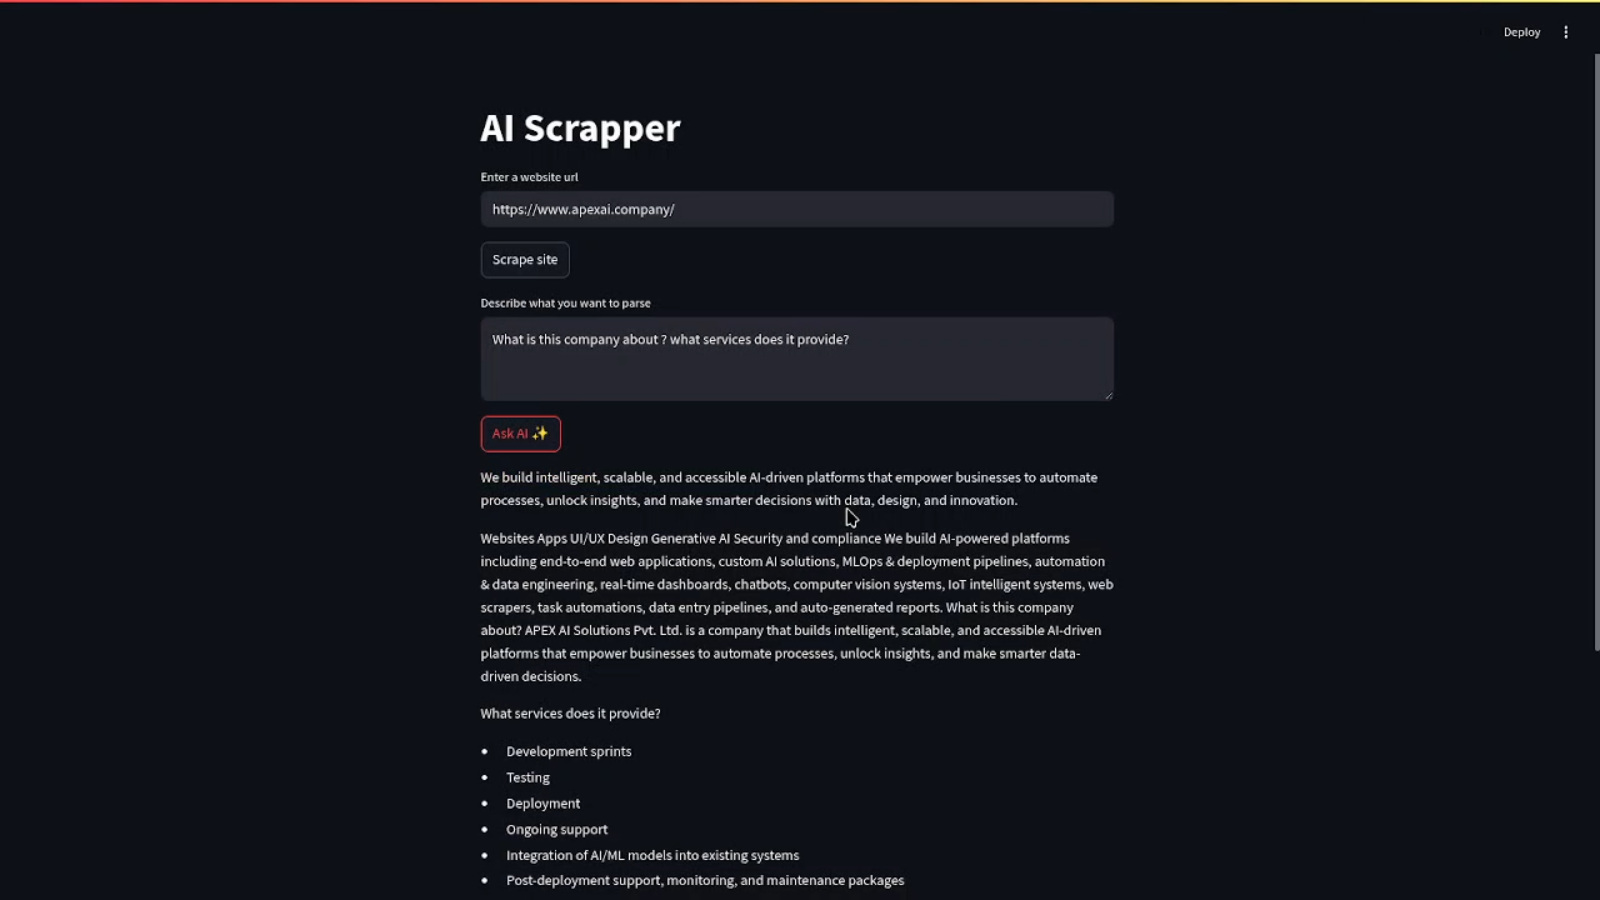 Deploy
AI Scrapper
Enter a website url
https://www.apexai.company/
Scrape site
Describe what you want to parse
What is this company about ? what services does it provide?
Ask AI ✨
We build intelligent, scalable, and accessible AI-driven platforms that empower businesses to automate
processes, unlock insights, and make smarter decisions with data, design, and innovation.
Websites Apps UI/UX Design Generative AI Security and compliance We build AI-powered platforms
including end-to-end web applications, custom AI solutions, MLOps & deployment pipelines, automation
& data engineering, real-time dashboards, chatbots, computer vision systems, IoT intelligent systems, web
scrapers, task automations, data entry pipelines, and auto-generated reports. What is this company
about? APEX AI Solutions Pvt. Ltd. is a company that builds intelligent, scalable, and accessible AI-driven
platforms that empower businesses to automate processes, unlock insights, and make smarter data-
driven decisions.
What services does it provide?
• Development sprints
• Testing
• Deployment
• Ongoing support
• Integration of AI/ML models into existing systems
• Post-deployment support, monitoring, and maintenance packages